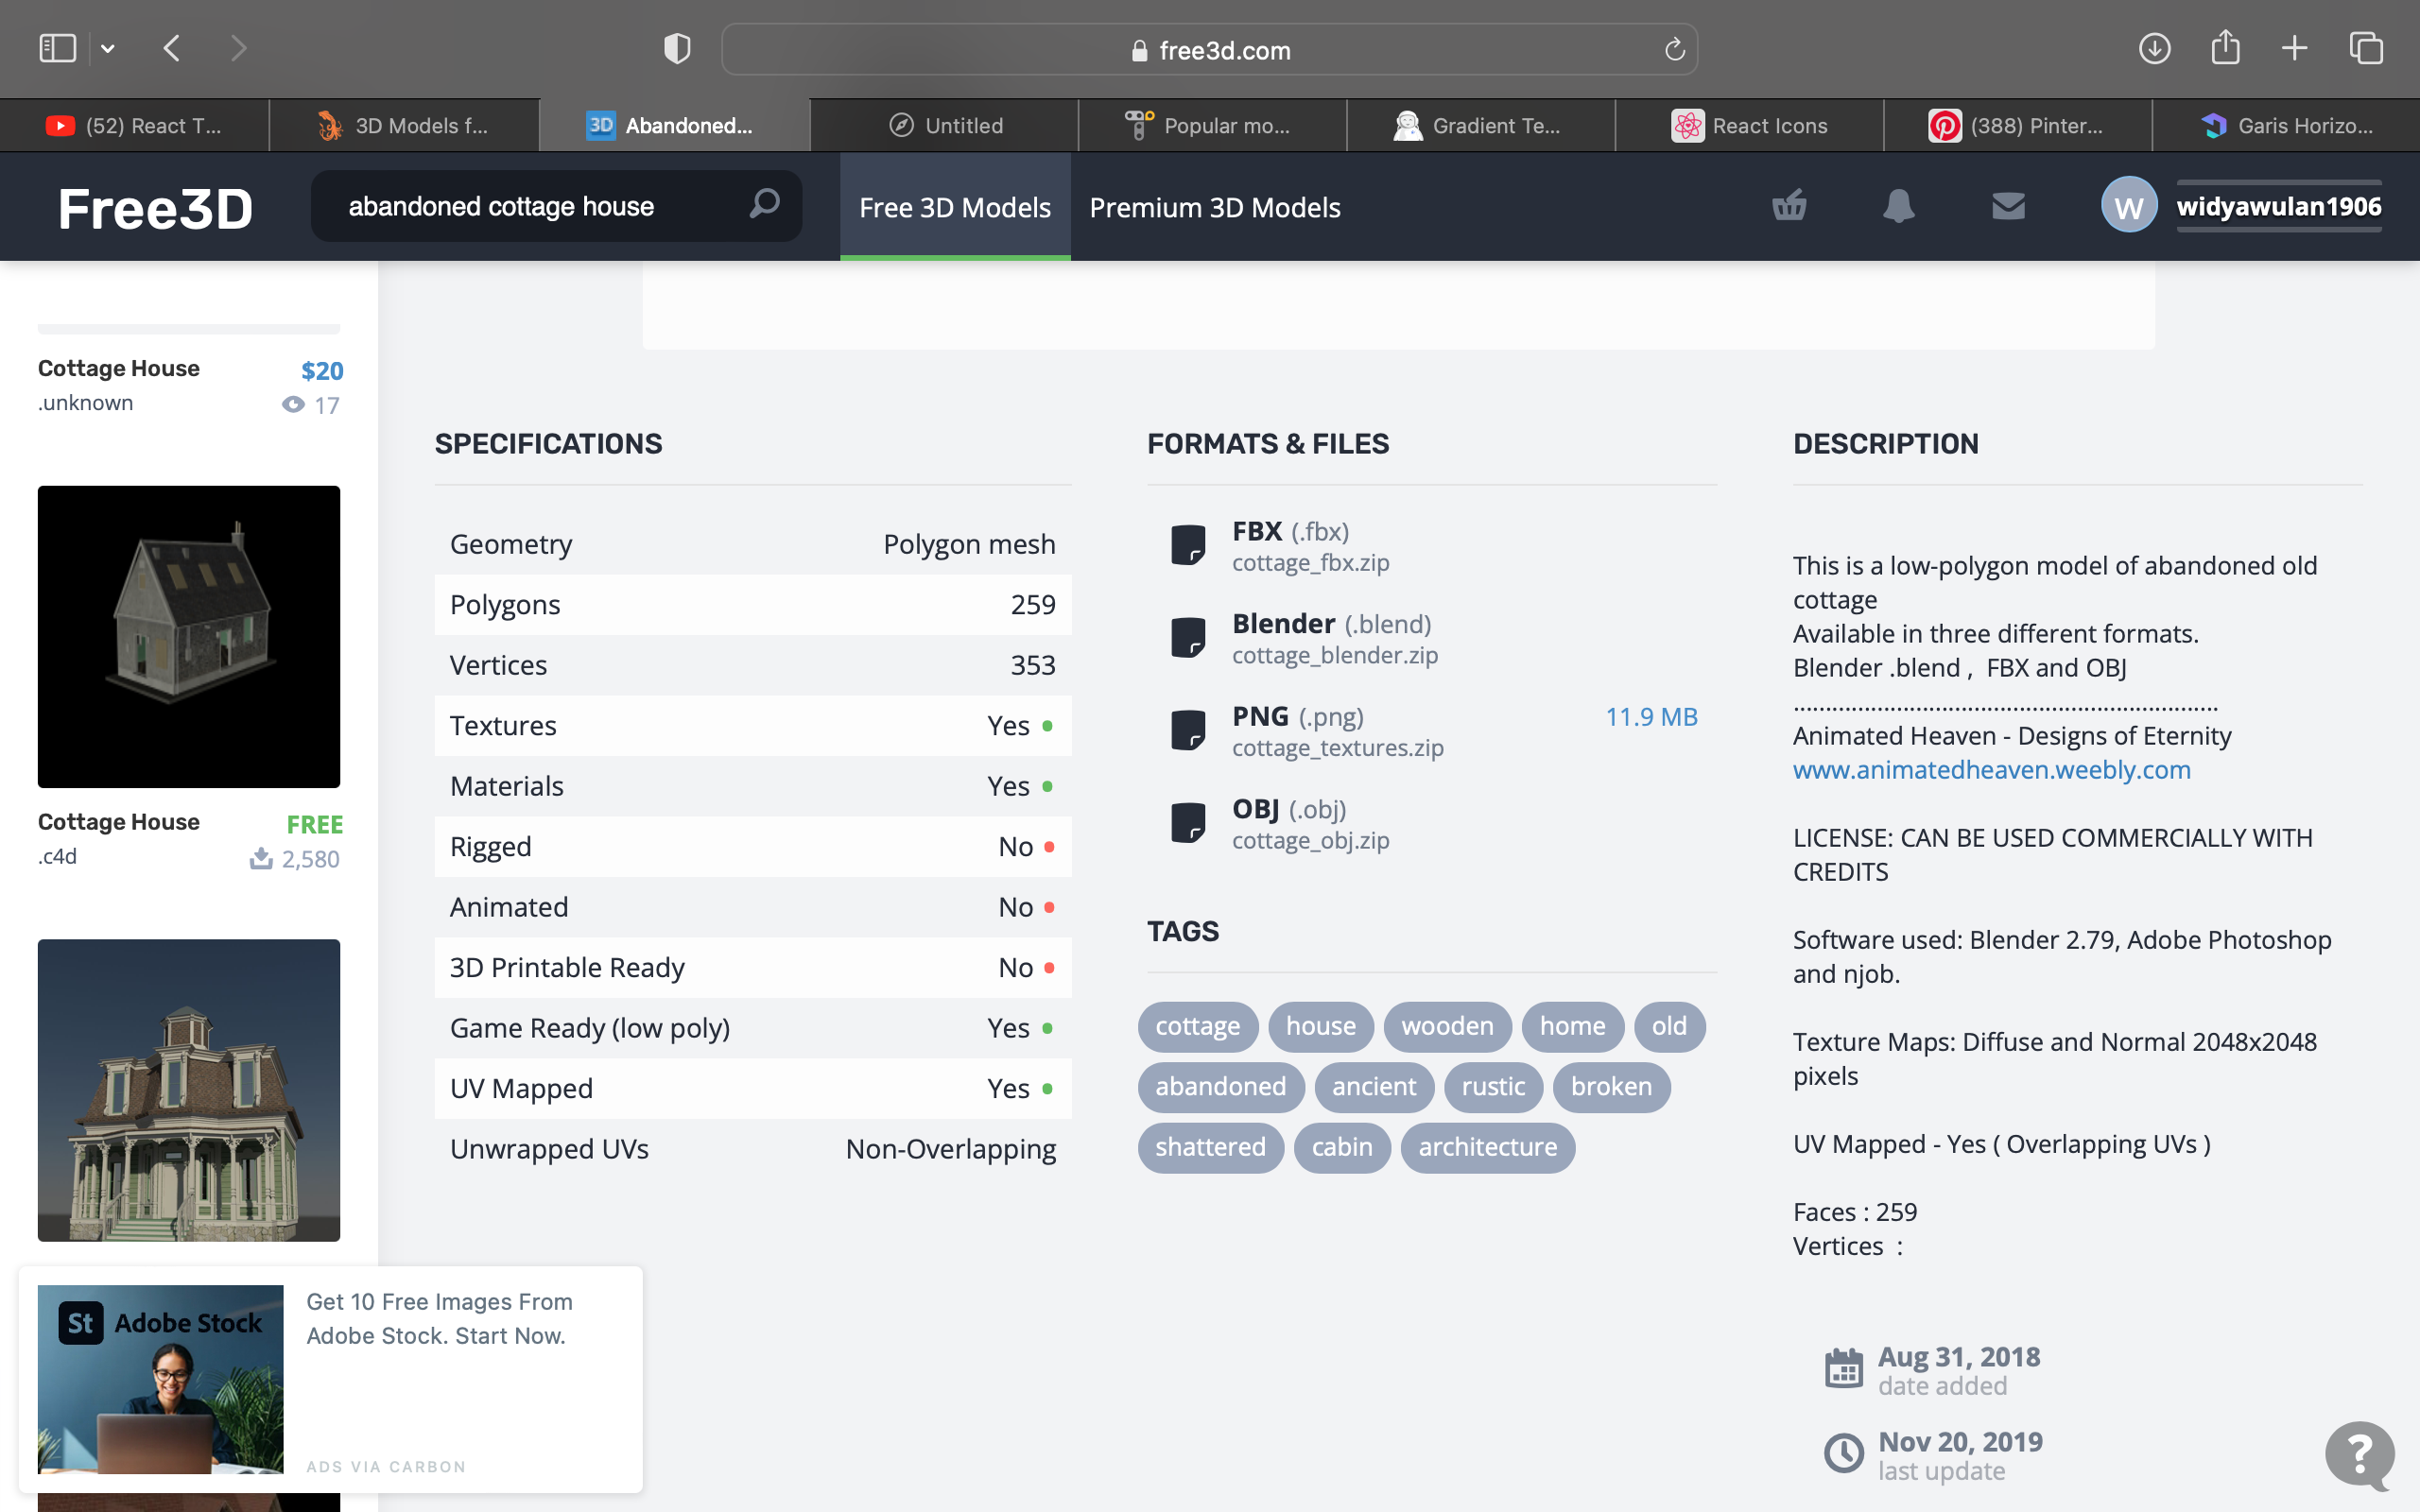 free3d.com
(52) React T...
3D Models f...
3D Abandoned...
Untitled
Popular mo...
Gradient Te...
React Icons
(388) Pinter...
Garis Horizo...
Free3D
abandoned cottage house
Free 3D Models
Premium 3D Models
W
widyawulan1906
Cottage House
$20
.unknown
17
Cottage House
FREE
.c4d
2,580
St Adobe Stock
Get 10 Free Images From
Adobe Stock. Start Now.
ADS VIA CARBON
SPECIFICATIONS
Geometry Polygon mesh
Polygons 259
Vertices 353
Textures Yes
Materials Yes
Rigged No
Animated No
3D Printable Ready No
Game Ready (low poly) Yes
UV Mapped Yes
Unwrapped UVs Non-Overlapping
FORMATS & FILES
FBX (.fbx)
cottage_fbx.zip
Blender (.blend)
cottage_blender.zip
PNG (.png) 11.9 MB
cottage_textures.zip
OBJ (.obj)
cottage_obj.zip
TAGS
cottage house wooden home old
abandoned ancient rustic broken
shattered cabin architecture
DESCRIPTION
This is a low-polygon model of abandoned old
cottage
Available in three different formats.
Blender .blend ,  FBX and OBJ
..................................................................
Animated Heaven - Designs of Eternity
www.animatedheaven.weebly.com
LICENSE: CAN BE USED COMMERCIALLY WITH
CREDITS
Software used: Blender 2.79, Adobe Photoshop
and njob.
Texture Maps: Diffuse and Normal 2048x2048
pixels
UV Mapped - Yes ( Overlapping UVs )
Faces : 259
Vertices  :
Aug 31, 2018
date added
Nov 20, 2019
last update
?